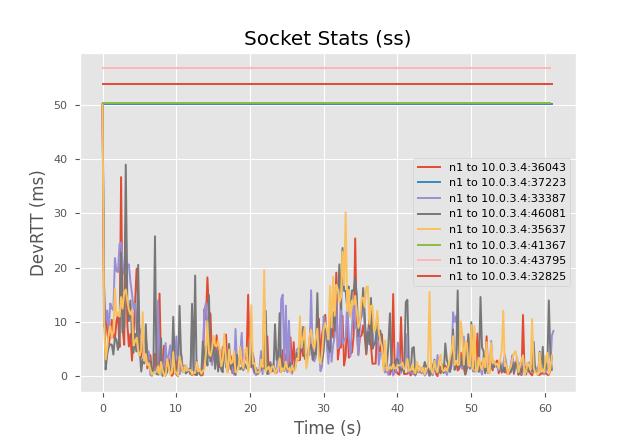 Socket Stats (ss)
DevRTT (ms)
50
40
30
20
10
0
n1 to 10.0.3.4:36043
n1 to 10.0.3.4:37223
n1 to 10.0.3.4:33387
n1 to 10.0.3.4:46081
n1 to 10.0.3.4:35637
n1 to 10.0.3.4:41367
n1 to 10.0.3.4:43795
n1 to 10.0.3.4:32825
0 10 20 30 40 50 60
Time (s)